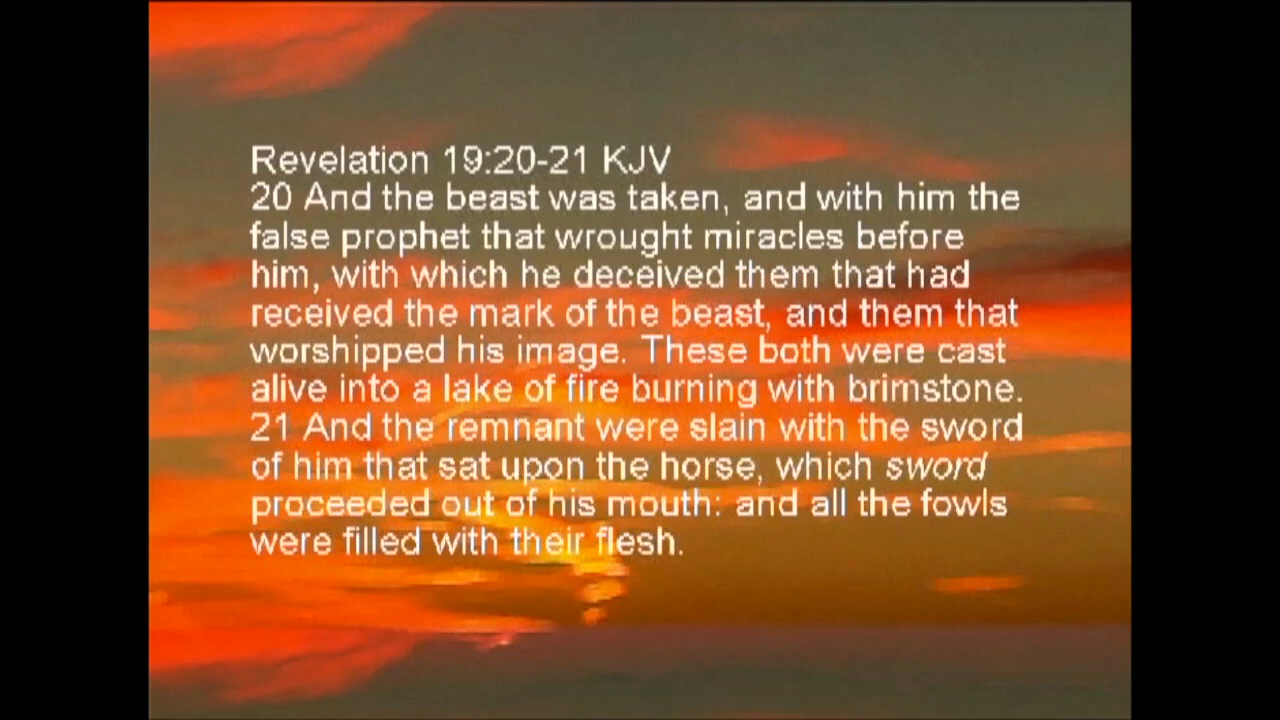 Revelation 19:20-21 KJV
20 And the beast was taken, and with him the
false prophet that wrought miracles before
him, with which he deceived them that had
received the mark of the beast, and them that
worshipped his image. These both were cast
alive into a lake of fire burning with brimstone.
21 And the remnant were slain with the sword
of him that sat upon the horse, which sword
proceeded out of his mouth: and all the fowls
were filled with their flesh.